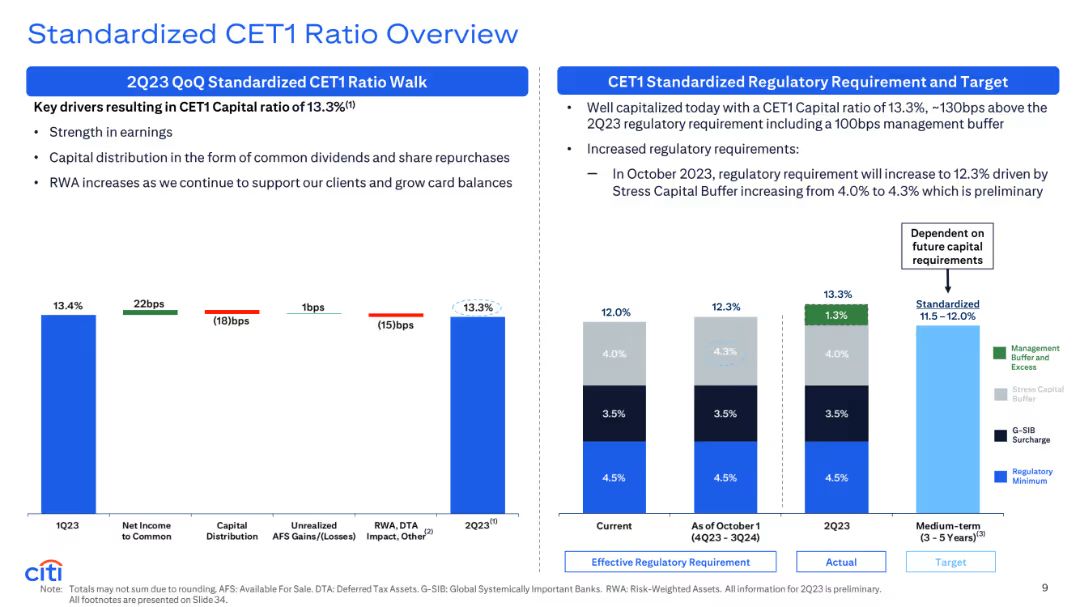 Standardized CET1 Ratio Overview
2Q23 QoQ Standardized CET1 Ratio Walk
Key drivers resulting in CET1 Capital ratio of 13.3%(1)
• Strength in earnings
• Capital distribution in the form of common dividends and share repurchases
• RWA increases as we continue to support our clients and grow card balances
13.4%
22bps
(18)bps
1bps
(15)bps
13.3%
1Q23
Net Income
to Common
Capital
Distribution
Unrealized
AFS Gains/(Losses)
RWA, DTA
Impact, Other(2)
2Q23(1)
CET1 Standardized Regulatory Requirement and Target
• Well capitalized today with a CET1 Capital ratio of 13.3%, ~130bps above the
2Q23 regulatory requirement including a 100bps management buffer
• Increased regulatory requirements:
— In October 2023, regulatory requirement will increase to 12.3% driven by
Stress Capital Buffer increasing from 4.0% to 4.3% which is preliminary
Dependent on
future capital
requirements
12.0%
4.0%
3.5%
4.5%
12.3%
4.3%
3.5%
4.5%
13.3%
1.3%
4.0%
3.5%
4.5%
Standardized
11.5 – 12.0%
Management
Buffer and
Excess
Stress Capital
Buffer
G-SIB
Surcharge
Regulatory
Minimum
Current
As of October 1
(4Q23 - 3Q24)
2Q23
Medium-term
(3 - 5 Years)(3)
Effective Regulatory Requirement
Actual
Target
citi
Note: Totals may not sum due to rounding. AFS: Available For Sale. DTA: Deferred Tax Assets. G-SIB: Global Systemically Important Banks. RWA: Risk-Weighted Assets. All information for 2Q23 is preliminary.
All footnotes are presented on Slide 34.
9